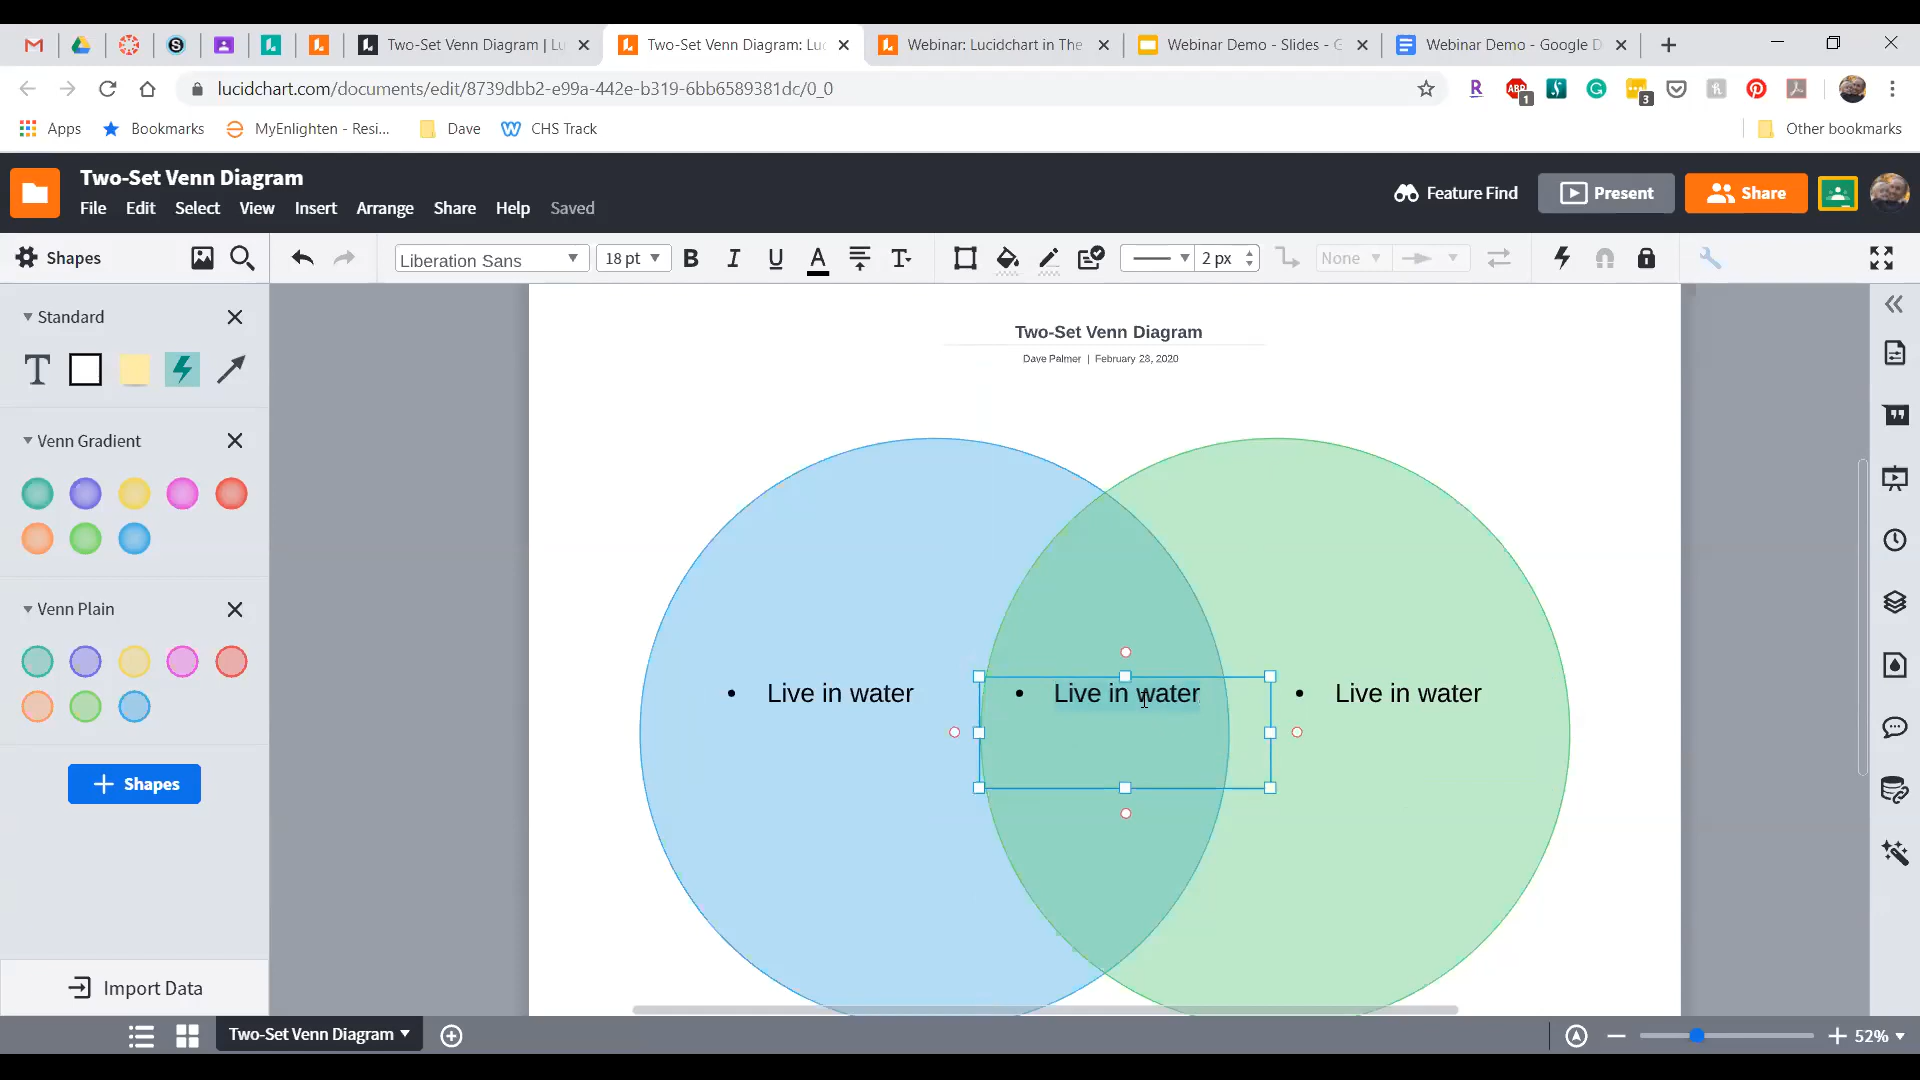 Two-Set Venn Diagram | Lu
Two-Set Venn Diagram: Luc
Webinar: Lucidchart in The
Webinar Demo - Slides - G
Webinar Demo - Google D
lucidchart.com/documents/edit/8739dbb2-e99a-442e-b319-6bb6589381dc/0_0
ABP
1
3
Apps
Bookmarks
MyEnlighten - Resi...
Dave
CHS Track
Other bookmarks
Two-Set Venn Diagram
File Edit Select View Insert Arrange Share Help Saved
Feature Find
Present
Share
Shapes
Liberation Sans
18 pt
B I U A T
2 px
None
Standard
T
Venn Gradient
Venn Plain
+ Shapes
Import Data
Two-Set Venn Diagram
Dave Palmer | February 28, 2020
• Live in water
• Live in water
• Live in water
Two-Set Venn Diagram
52%